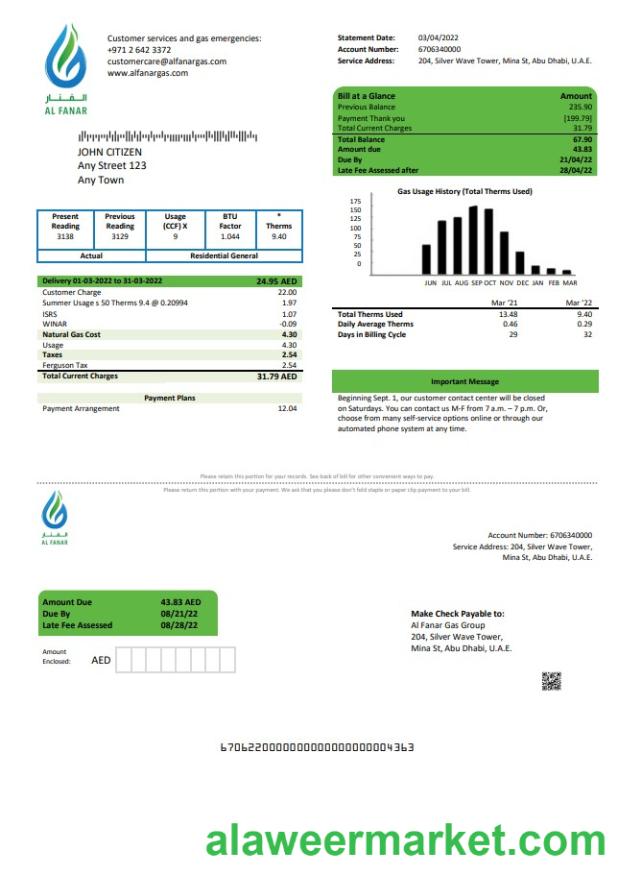 الـفـنـار
AL FANAR
Customer services and gas emergencies:
+971 2 642 3372
customercare@alfanargas.com
www.alfanargas.com
Statement Date: 03/04/2022
Account Number: 6706340000
Service Address: 204, Silver Wave Tower, Mina St, Abu Dhabi, U.A.E.
JOHN CITIZEN
Any Street 123
Any Town
Bill at a Glance Amount
Previous Balance 235.90
Payment Thank you [199.79]
Total Current Charges 31.79
Total Balance 67.90
Amount due 43.83
Due By 21/04/22
Late Fee Assessed after 28/04/22
Present Previous Usage BTU *
Reading Reading (CCF) X Factor Therms
3138 3129 9 1.044 9.40
Actual Residential General
Gas Usage History (Total Therms Used)
175
150
125
100
75
50
25
0
JUN JUL AUG SEP OCT NOV DEC JAN FEB MAR
Delivery 01-03-2022 to 31-03-2022 24.95 AED
Customer Charge 22.00
Summer Usage s 50 Therms 9.4 @ 0.20994 1.97
ISRS 1.07
WINAR -0.09
Natural Gas Cost 4.30
Usage 4.30
Taxes 2.54
Ferguson Tax 2.54
Total Current Charges 31.79 AED
Payment Plans
Payment Arrangement 12.04
Mar '21 Mar '22
Total Therms Used 13.48 9.40
Daily Average Therms 0.46 0.29
Days in Billing Cycle 29 32
Important Message
Beginning Sept. 1, our customer contact center will be closed
on Saturdays. You can contact us M-F from 7 a.m. – 7 p.m. Or,
choose from many self-service options online or through our
automated phone system at any time.
Please retain this portion for your records. See back of bill for other convenient ways to pay.
Please return this portion with your payment. We ask that you please don't fold staple or paper clip payment to your bill.
الـفـنـار
AL FANAR
Account Number: 6706340000
Service Address: 204, Silver Wave Tower,
Mina St, Abu Dhabi, U.A.E.
Amount Due 43.83 AED
Due By 08/21/22
Late Fee Assessed 08/28/22
Amount
Enclosed: AED
Make Check Payable to:
Al Fanar Gas Group
204, Silver Wave Tower,
Mina St, Abu Dhabi, U.A.E.
alaweermarket.com